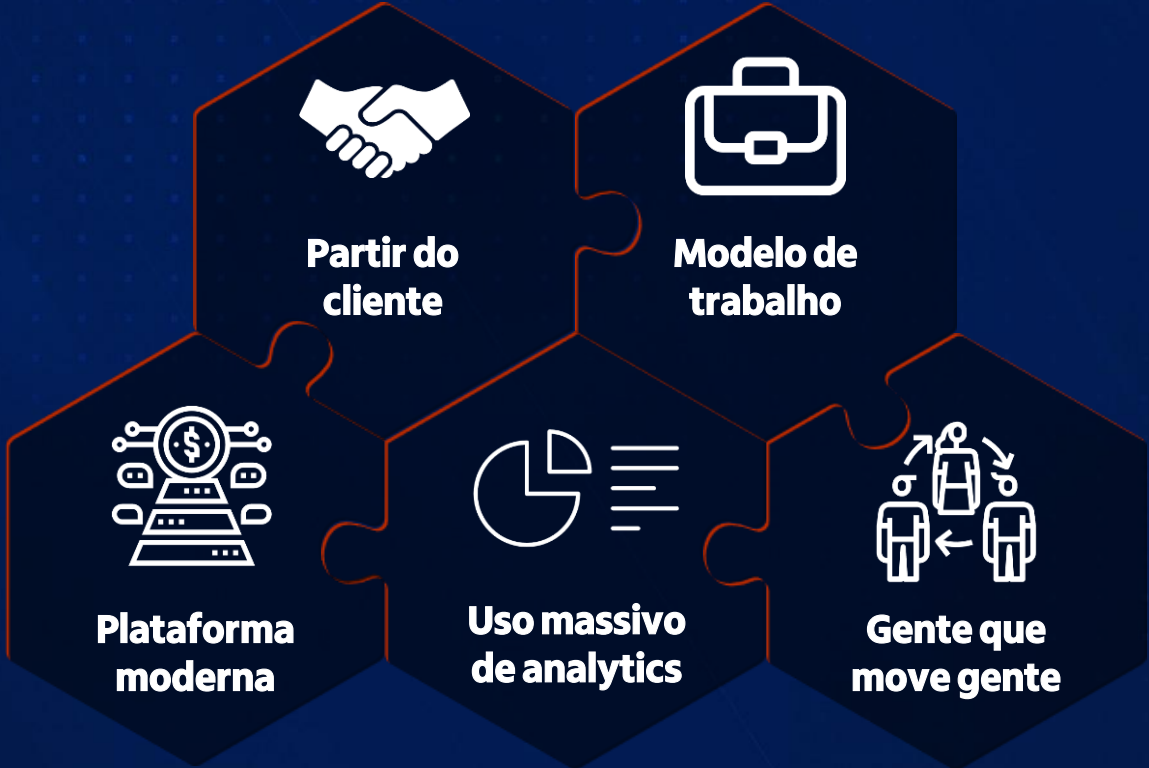 Partir do
cliente
Modelo de
trabalho
$
Plataforma
moderna
Uso massivo
de analytics
Gente que
move gente